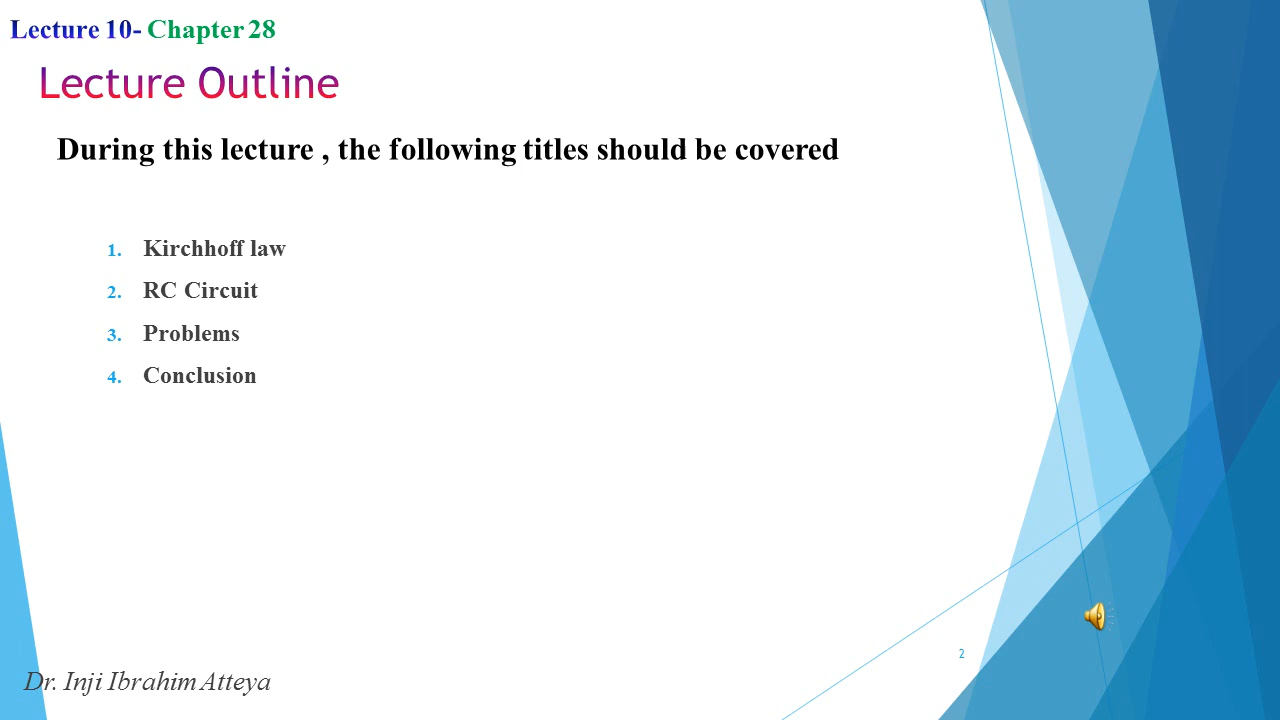 Lecture 10- Chapter 28
Lecture Outline
During this lecture , the following titles should be covered
1. Kirchhoff law
2. RC Circuit
3. Problems
4. Conclusion
2
Dr. Inji Ibrahim Atteya